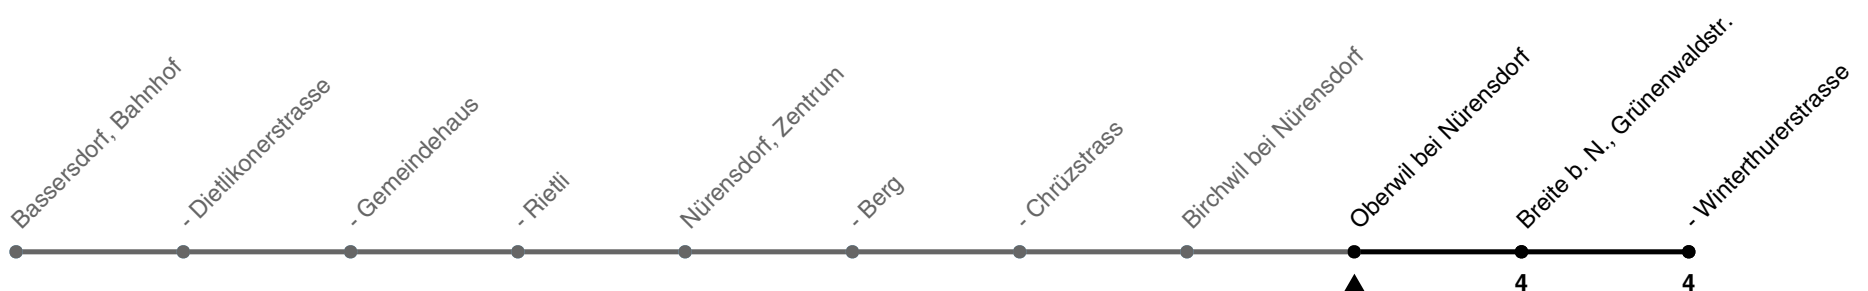 Bassersdorf, Bahnhof
- Dietlikonerstrasse
- Gemeindehaus
- Rietli
Nürensdorf, Zentrum
- Berg
- Chrüzstrass
Birchwil bei Nürensdorf
Oberwil bei Nürensdorf
Breite b. N., Grünenwaldstr.
- Winterthurerstrasse
4
4